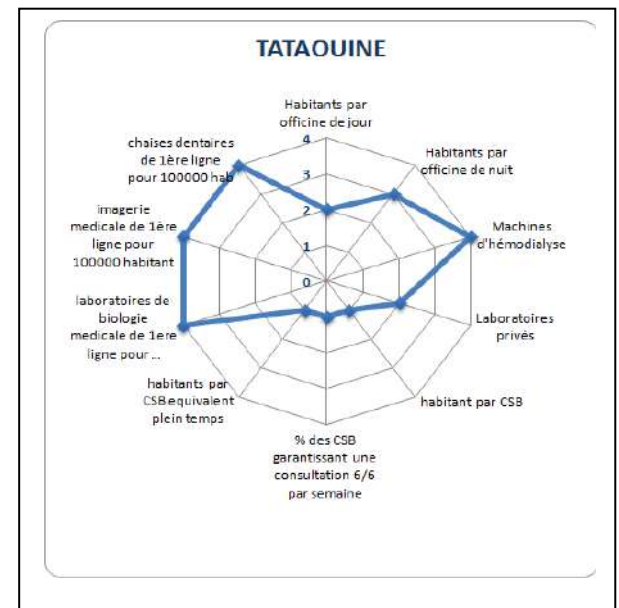 TATAOUINE
Habitants par
officine de jour
Habitants par
officine de nuit
Machines
d'hémodialyse
Laboratoires
privés
habitant par CSB
% des CSB
garantissant une
consultation 6/6
par semaine
habitants par
CSB equivalent
plein temps
laboratoires de
biologie
medicale de 1ere
ligne pour ...
imagerie
medicale de 1ère
ligne pour
100000 habitant
chaises dentaires
de 1ère ligne
pour 100000 hab
4
3
2
1
0